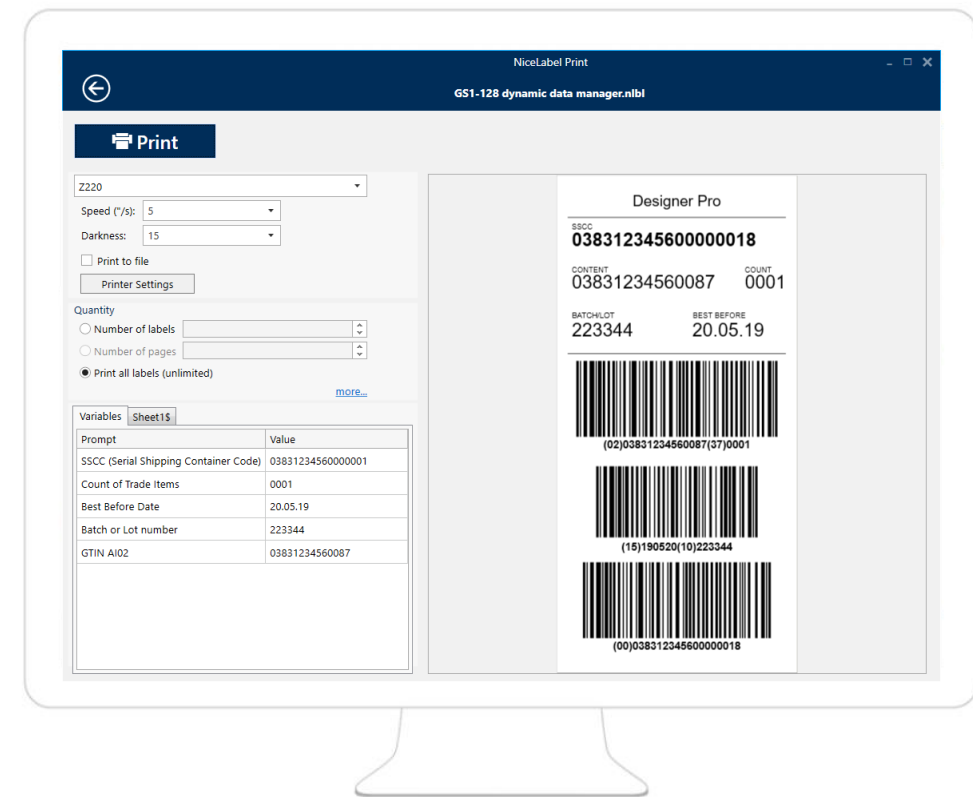 NiceLabel Print
GS1-128 dynamic data manager.nlbl
Print
Z220
Speed ("/s): 5
Darkness: 15
Print to file
Printer Settings
Quantity
Number of labels
Number of pages
Print all labels (unlimited)
more...
Variables Sheet1$
Prompt Value
SSCC (Serial Shipping Container Code) 03831234560000001
Count of Trade Items 0001
Best Before Date 20.05.19
Batch or Lot number 223344
GTIN AI02 03831234560087
Designer Pro
SSCC
038312345600000018
CONTENT COUNT
03831234560087 0001
BATCH/LOT BEST BEFORE
223344 20.05.19
(02)03831234560087(37)0001
(15)190520(10)223344
(00)038312345600000018